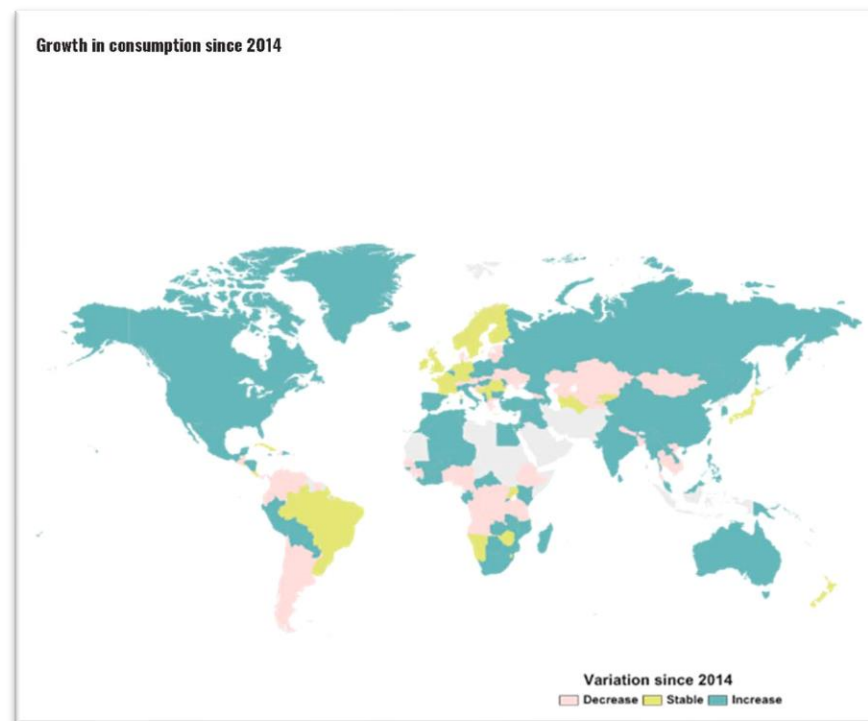 Growth in consumption since 2014
Variation since 2014
Decrease Stable Increase